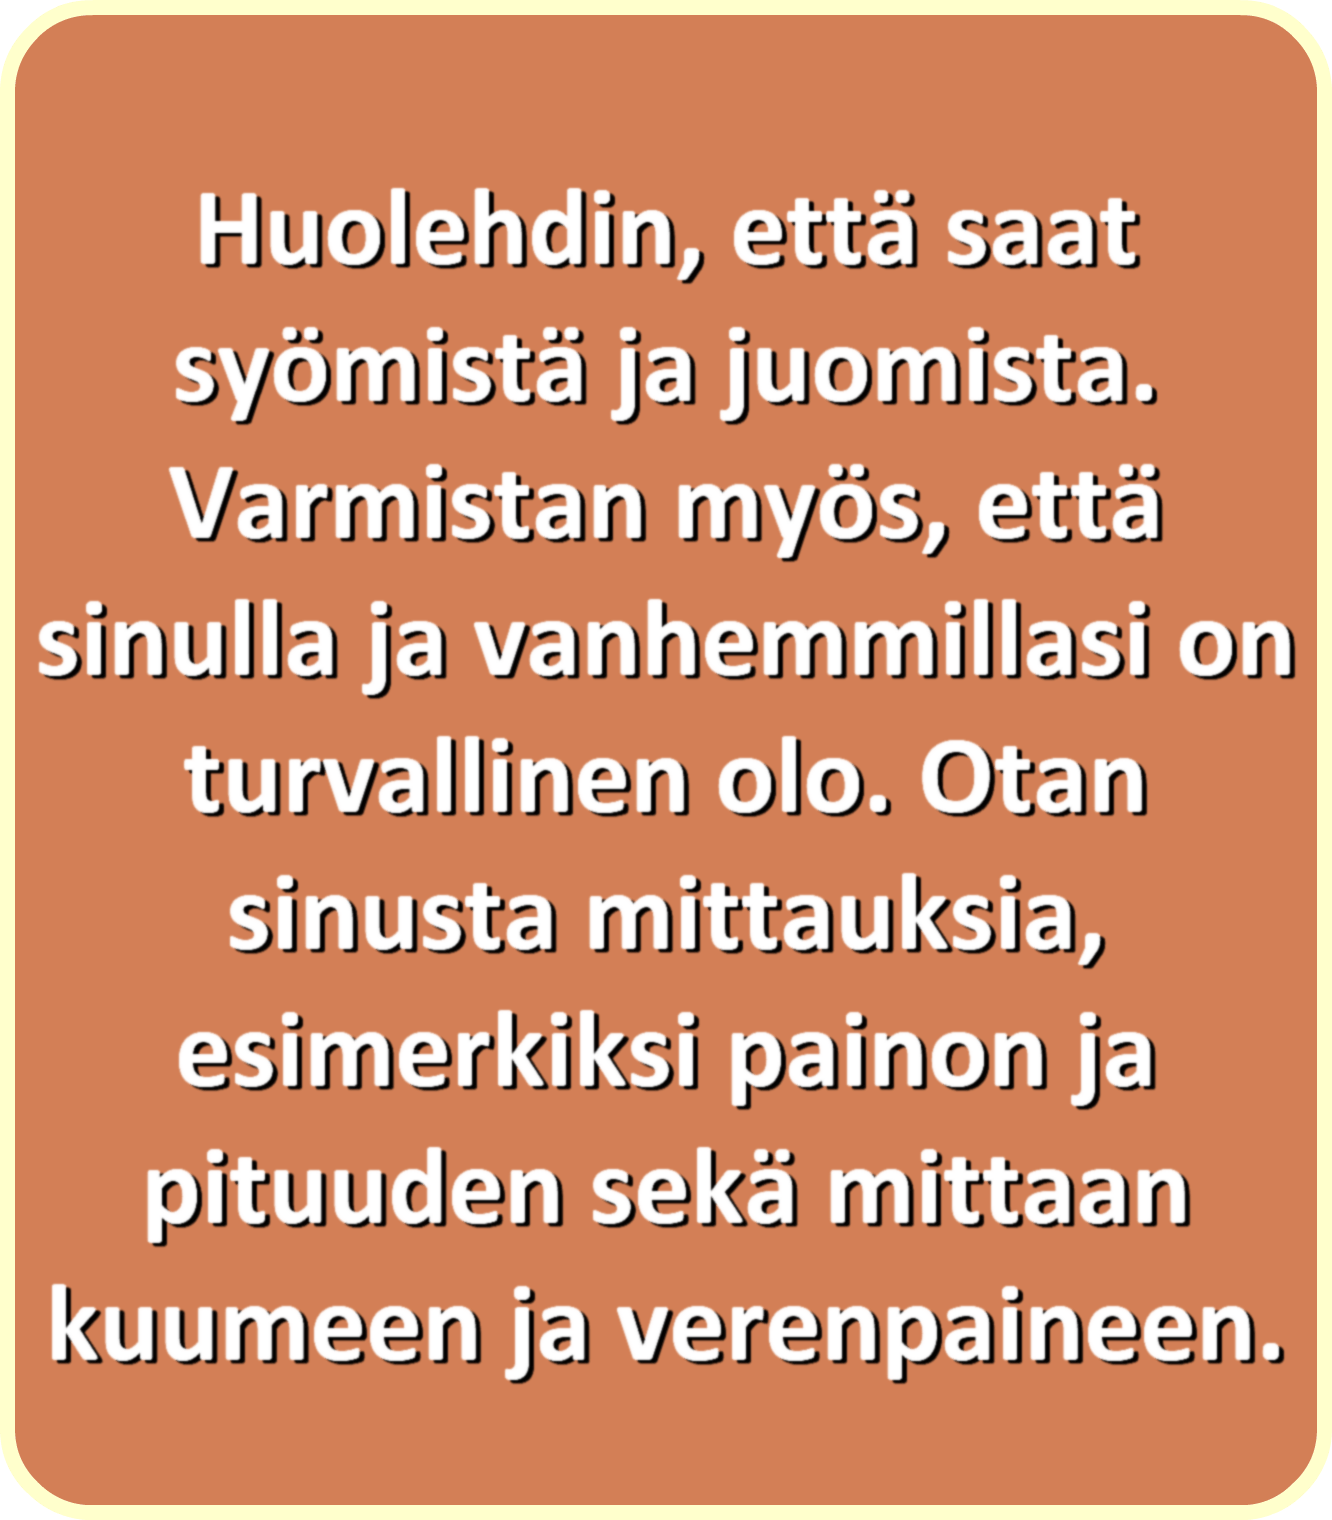 Huolehdin, että saat
syömistä ja juomista.
Varmistan myös, että
sinulla ja vanhemmillasi on
turvallinen olo. Otan
sinusta mittauksia,
esimerkiksi painon ja
pituuden sekä mittaan
kuumeen ja verenpaineen.